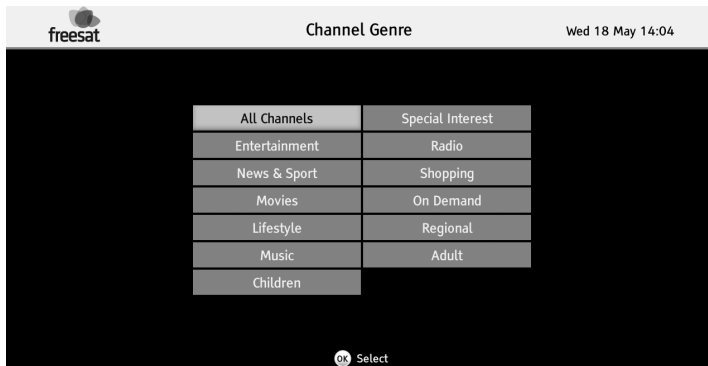 freesat
Channel Genre
Wed 18 May 14:04
All Channels
Special Interest
Entertainment
Radio
News & Sport
Shopping
Movies
On Demand
Lifestyle
Regional
Music
Adult
Children
OK Select